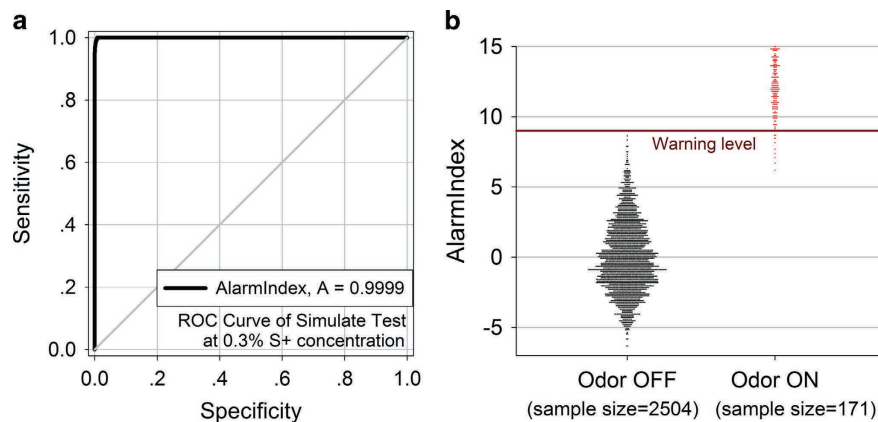 a
1.0
.8
.6
.4
.2
0.0
Sensitivity
AlarmIndex, A = 0.9999
ROC Curve of Simulate Test
at 0.3% S+ concentration
0.0 .2 .4 .6 .8 1.0
Specificity
b
15
10
5
0
-5
AlarmIndex
Warning level
Odor OFF Odor ON
(sample size=2504) (sample size=171)